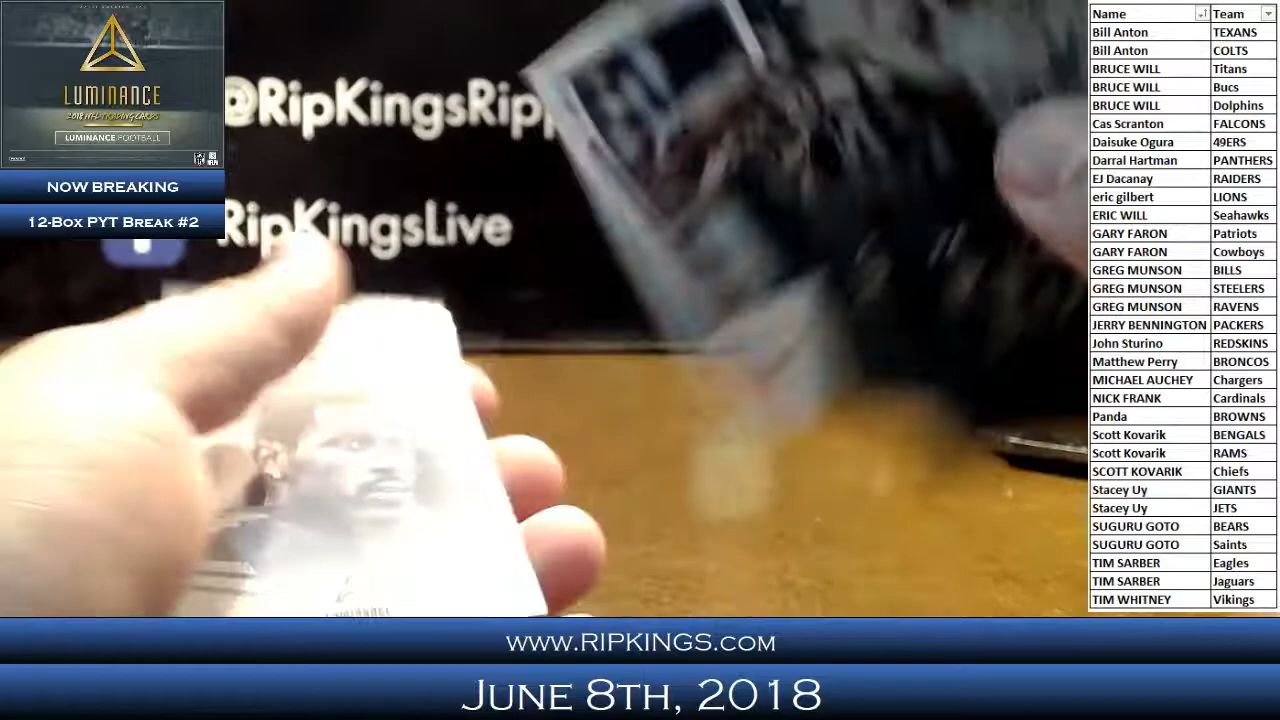 LUMINANCE
2018 NFL TRADING CARDS
LUMINANCE FOOTBALL
NOW BREAKING
12-Box PYT Break #2
@RipKingsRipp
RipKingsLive
Name Team
Bill Anton TEXANS
Bill Anton COLTS
BRUCE WILL Titans
BRUCE WILL Bucs
BRUCE WILL Dolphins
Cas Scranton FALCONS
Daisuke Ogura 49ERS
Darral Hartman PANTHERS
EJ Dacanay RAIDERS
eric gilbert LIONS
ERIC WILL Seahawks
GARY FARON Patriots
GARY FARON Cowboys
GREG MUNSON BILLS
GREG MUNSON STEELERS
GREG MUNSON RAVENS
JERRY BENNINGTON PACKERS
John Sturino REDSKINS
Matthew Perry BRONCOS
MICHAEL AUCHEY Chargers
NICK FRANK Cardinals
Panda BROWNS
Scott Kovarik BENGALS
Scott Kovarik RAMS
SCOTT KOVARIK Chiefs
Stacey Uy GIANTS
Stacey Uy JETS
SUGURU GOTO BEARS
SUGURU GOTO Saints
TIM SARBER Eagles
TIM SARBER Jaguars
TIM WHITNEY Vikings
www.RIPKINGS.com
June 8th, 2018